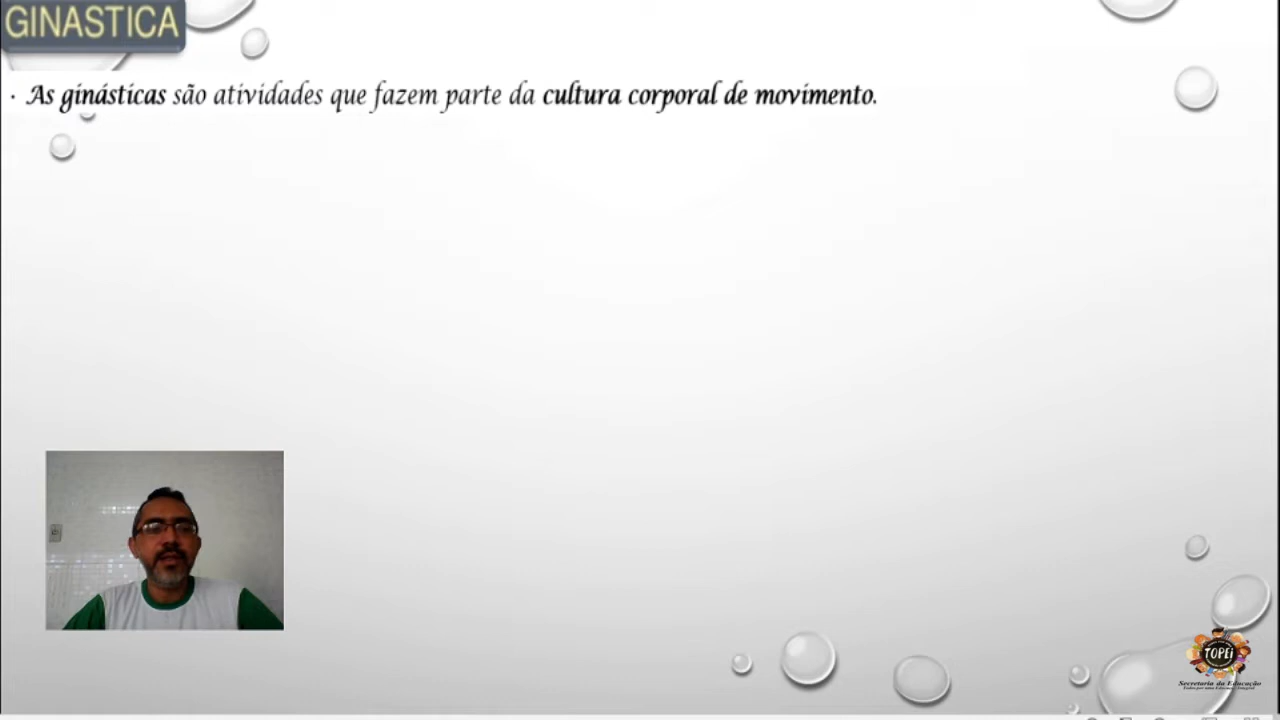 GINASTICA
· As ginásticas são atividades que fazem parte da cultura corporal de movimento.
TOPEi
Secretaria da Educação